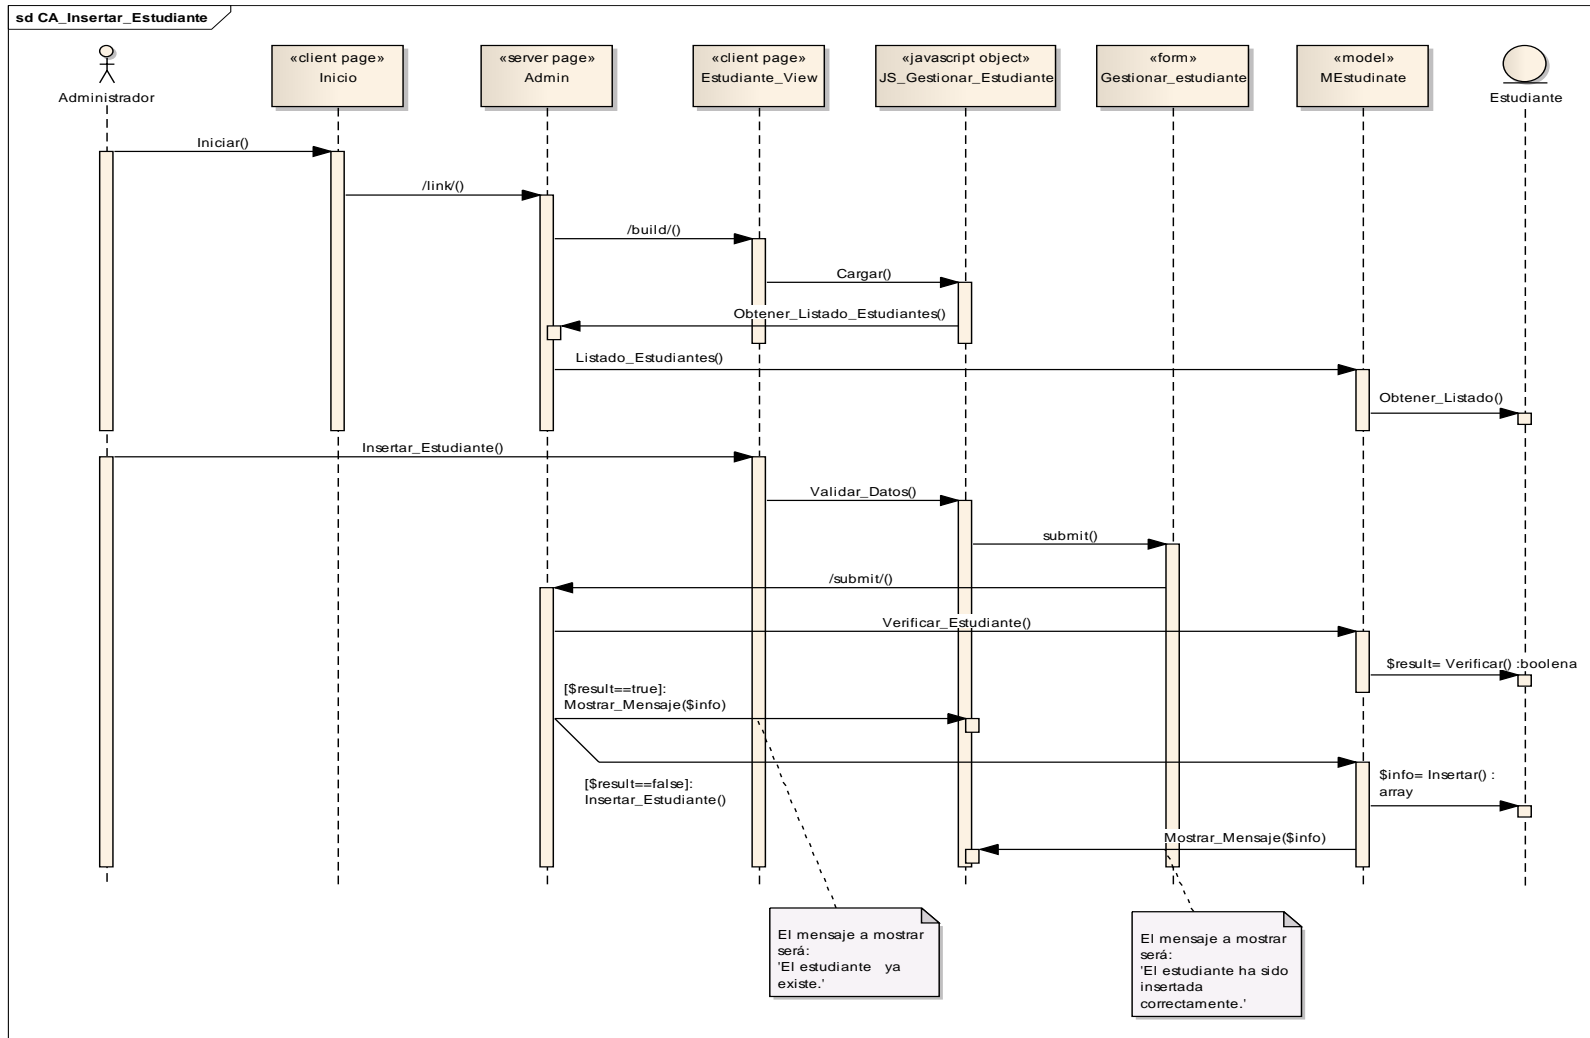 sd CA_Insertar_Estudiante
Administrador
«client page»
Inicio
«server page»
Admin
«client page»
Estudiante_View
«javascript object»
JS_Gestionar_Estudiante
«form»
Gestionar_estudiante
«model»
MEstudinate
Estudiante
Iniciar()
/link/()
/build/()
Cargar()
Obtener_Listado_Estudiantes()
Listado_Estudiantes()
Obtener_Listado()
Insertar_Estudiante()
Validar_Datos()
submit()
/submit/()
Verificar_Estudiante()
$result= Verificar() :boolena
[$result==true]:
Mostrar_Mensaje($info)
[$result==false]:
Insertar_Estudiante()
$info= Insertar() :
array
Mostrar_Mensaje($info)
El mensaje a mostrar
será:
'El estudiante   ya
existe.'
El mensaje a mostrar
será:
'El estudiante ha sido
insertada
correctamente.'